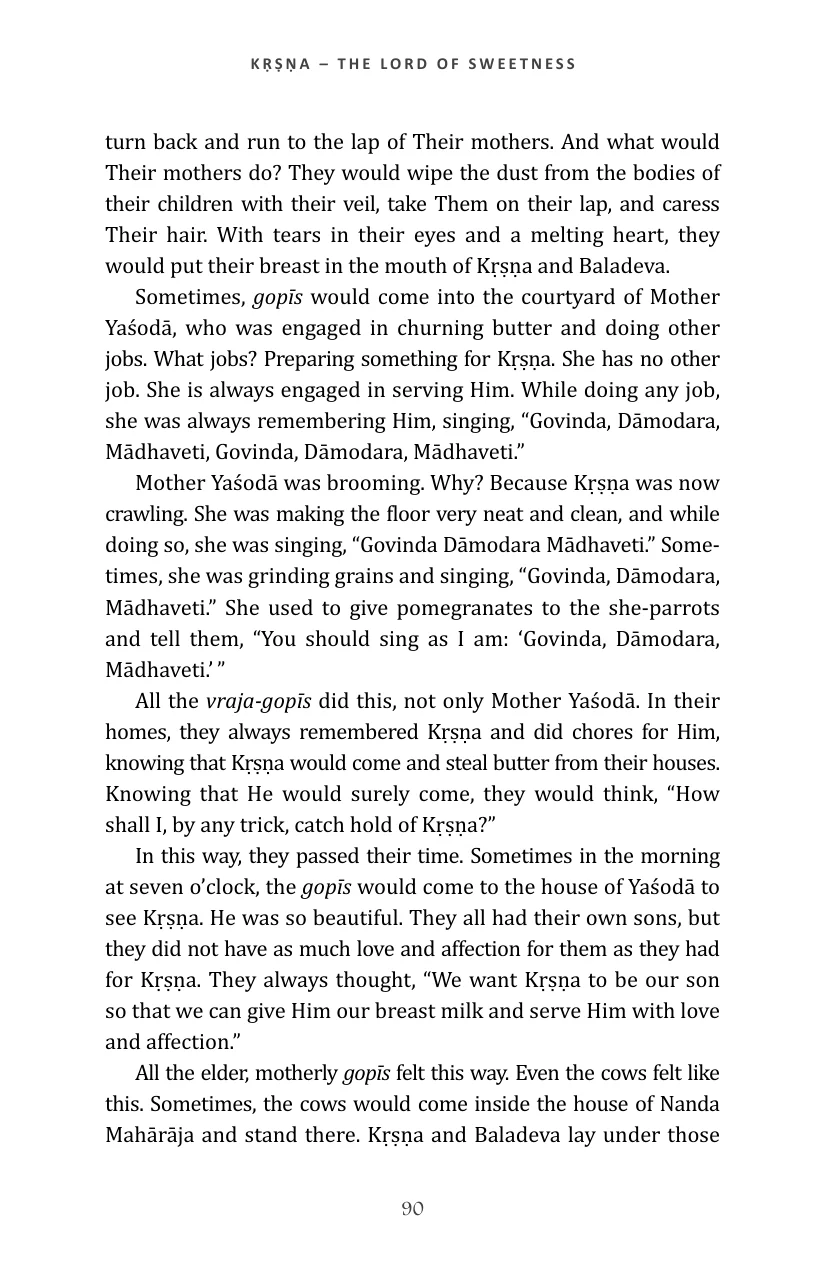 KṚṢṆA – THE LORD OF SWEETNESS
turn back and run to the lap of Their mothers. And what would
Their mothers do? They would wipe the dust from the bodies of
their children with their veil, take Them on their lap, and caress
Their hair. With tears in their eyes and a melting heart, they
would put their breast in the mouth of Kṛṣṇa and Baladeva.
Sometimes, gopīs would come into the courtyard of Mother
Yaśodā, who was engaged in churning butter and doing other
jobs. What jobs? Preparing something for Kṛṣṇa. She has no other
job. She is always engaged in serving Him. While doing any job,
she was always remembering Him, singing, “Govinda, Dāmodara,
Mādhaveti, Govinda, Dāmodara, Mādhaveti.”
Mother Yaśodā was brooming. Why? Because Kṛṣṇa was now
crawling. She was making the floor very neat and clean, and while
doing so, she was singing, “Govinda Dāmodara Mādhaveti.” Some-
times, she was grinding grains and singing, “Govinda, Dāmodara,
Mādhaveti.” She used to give pomegranates to the she-parrots
and tell them, “You should sing as I am: ‘Govinda, Dāmodara,
Mādhaveti.’ ”
All the vraja-gopīs did this, not only Mother Yaśodā. In their
homes, they always remembered Kṛṣṇa and did chores for Him,
knowing that Kṛṣṇa would come and steal butter from their houses.
Knowing that He would surely come, they would think, “How
shall I, by any trick, catch hold of Kṛṣṇa?”
In this way, they passed their time. Sometimes in the morning
at seven o’clock, the gopīs would come to the house of Yaśodā to
see Kṛṣṇa. He was so beautiful. They all had their own sons, but
they did not have as much love and affection for them as they had
for Kṛṣṇa. They always thought, “We want Kṛṣṇa to be our son
so that we can give Him our breast milk and serve Him with love
and affection.”
All the elder, motherly gopīs felt this way. Even the cows felt like
this. Sometimes, the cows would come inside the house of Nanda
Mahārāja and stand there. Kṛṣṇa and Baladeva lay under those
90